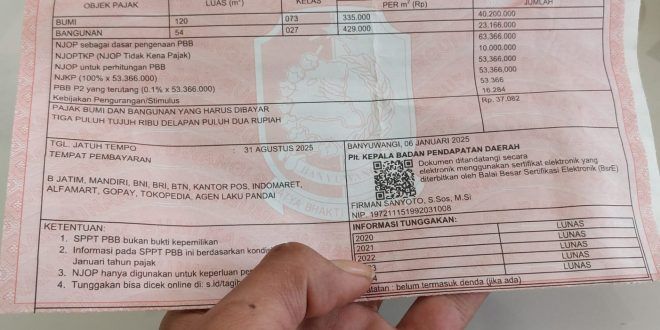 OBJEK PAJAK LUAS (m²) KELAS PER m² (Rp) JUMLAH
BUMI 120 073 335.000 40.200.000
BANGUNAN 54 027 429.000 23.166.000
NJOP sebagai dasar pengenaan PBB 63.366.000
NJOPTKP (NJOP Tidak Kena Pajak) 10.000.000
NJOP untuk perhitungan PBB 53.366.000
NJKP (100% x 53.366.000) 53,366,000
PBB P2 yang terutang (0.1% x 53.366.000) 53.366
Kebijakan Pengurangan/Stimulus 16.284
PAJAK BUMI DAN BANGUNAN YANG HARUS DIBAYAR Rp. 37,082
TIGA PULUH TUJUH RIBU DELAPAN PULUH DUA RUPIAH
TGL. JATUH TEMPO : 31 AGUSTUS 2025
TEMPAT PEMBAYARAN
B JATIM, MANDIRI, BNI, BRI, BTN, KANTOR POS, INDOMARET,
ALFAMART, GOPAY, TOKOPEDIA, AGEN LAKU PANDAI
BANYUWANGI, 06 JANUARI 2025
Plt. KEPALA BADAN PENDAPATAN DAERAH
Dokumen ditandatangi secara
elektronik menggunakan sertifikat elektronik yang
diterbitkan oleh Balai Besar Sertifikasi Elektronik (BsrE)
FIRMAN SANYOTO, S.Sos, M.Si
NIP. 197211151992031008
KETENTUAN:
1. SPPT PBB bukan bukti kepemilikan
2. Informasi pada SPPT PBB ini berdasarkan kondisi
Januari tahun pajak
3. NJOP hanya digunakan untuk keperluan
4. Tunggakan bisa dicek online di: s.id/tagih
INFORMASI TUNGGAKAN:
2020 LUNAS
2021 LUNAS
2022 LUNAS
LUNAS
: belum termasuk denda (jika ada)